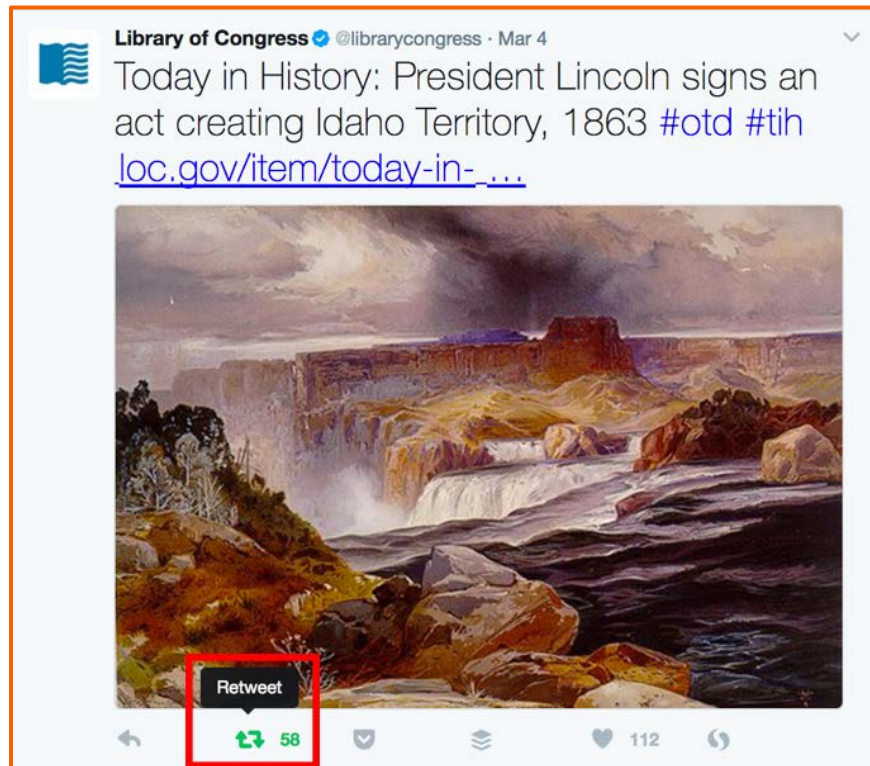 Library of Congress @librarycongress · Mar 4
Today in History: President Lincoln signs an
act creating Idaho Territory, 1863 #otd #tih
loc.gov/item/today-in-_...
Retweet
58
112